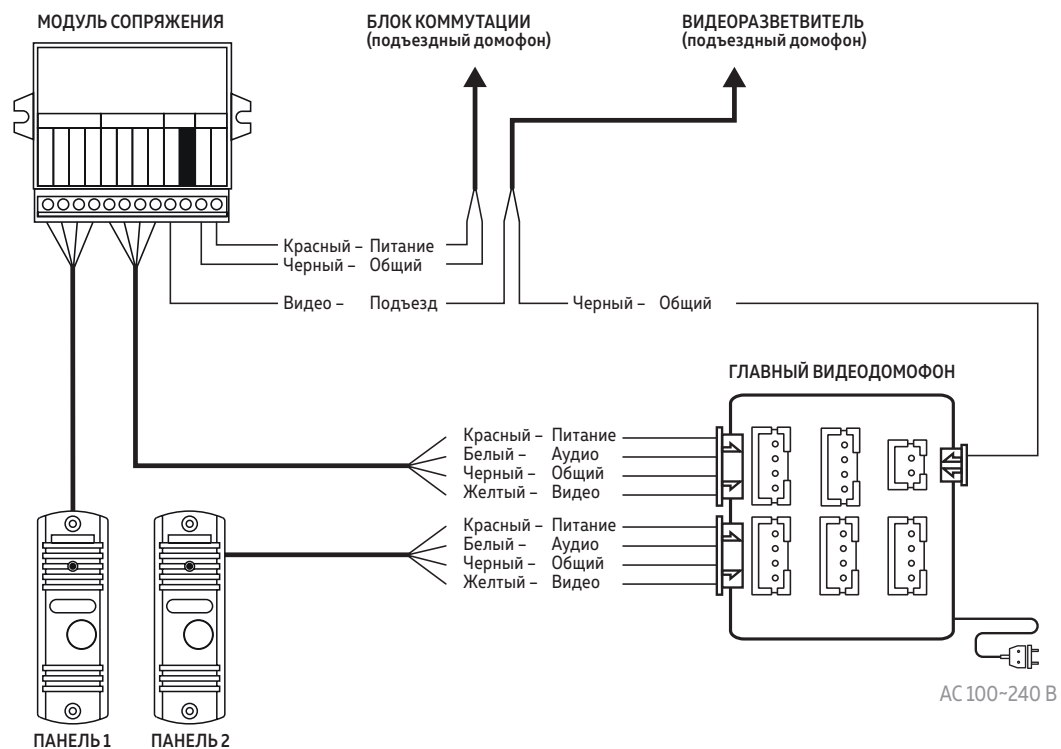 МОДУЛЬ СОПРЯЖЕНИЯ
БЛОК КОММУТАЦИИ
(подъездный домофон)
ВИДЕОРАЗВЕТВИТЕЛЬ
(подъездный домофон)
Красный – Питание
Черный – Общий
Видео – Подъезд
Черный – Общий
ГЛАВНЫЙ ВИДЕОДОМОФОН
Красный – Питание
Белый – Аудио
Черный – Общий
Желтый – Видео
Красный – Питание
Белый – Аудио
Черный – Общий
Желтый – Видео
AC 100~240 В
ПАНЕЛЬ 1
ПАНЕЛЬ 2